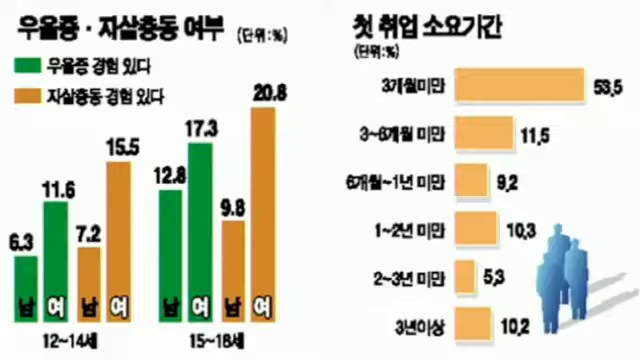 우울증·자살충동 여부 (단위:%)
우울증 경험 있다
자살충동 경험 있다
6.3 11.6 7.2 15.5 12.8 17.3 9.8 20.8
남 여 남 여 남 여 남 여
12~14세 15~18세
첫 취업 소요기간
(단위:%)
3개월미만 53.5
3~6개월 미만 11.5
6개월~1년 미만 9.2
1~2년 미만 10.3
2~3년 미만 5.3
3년이상 10.2